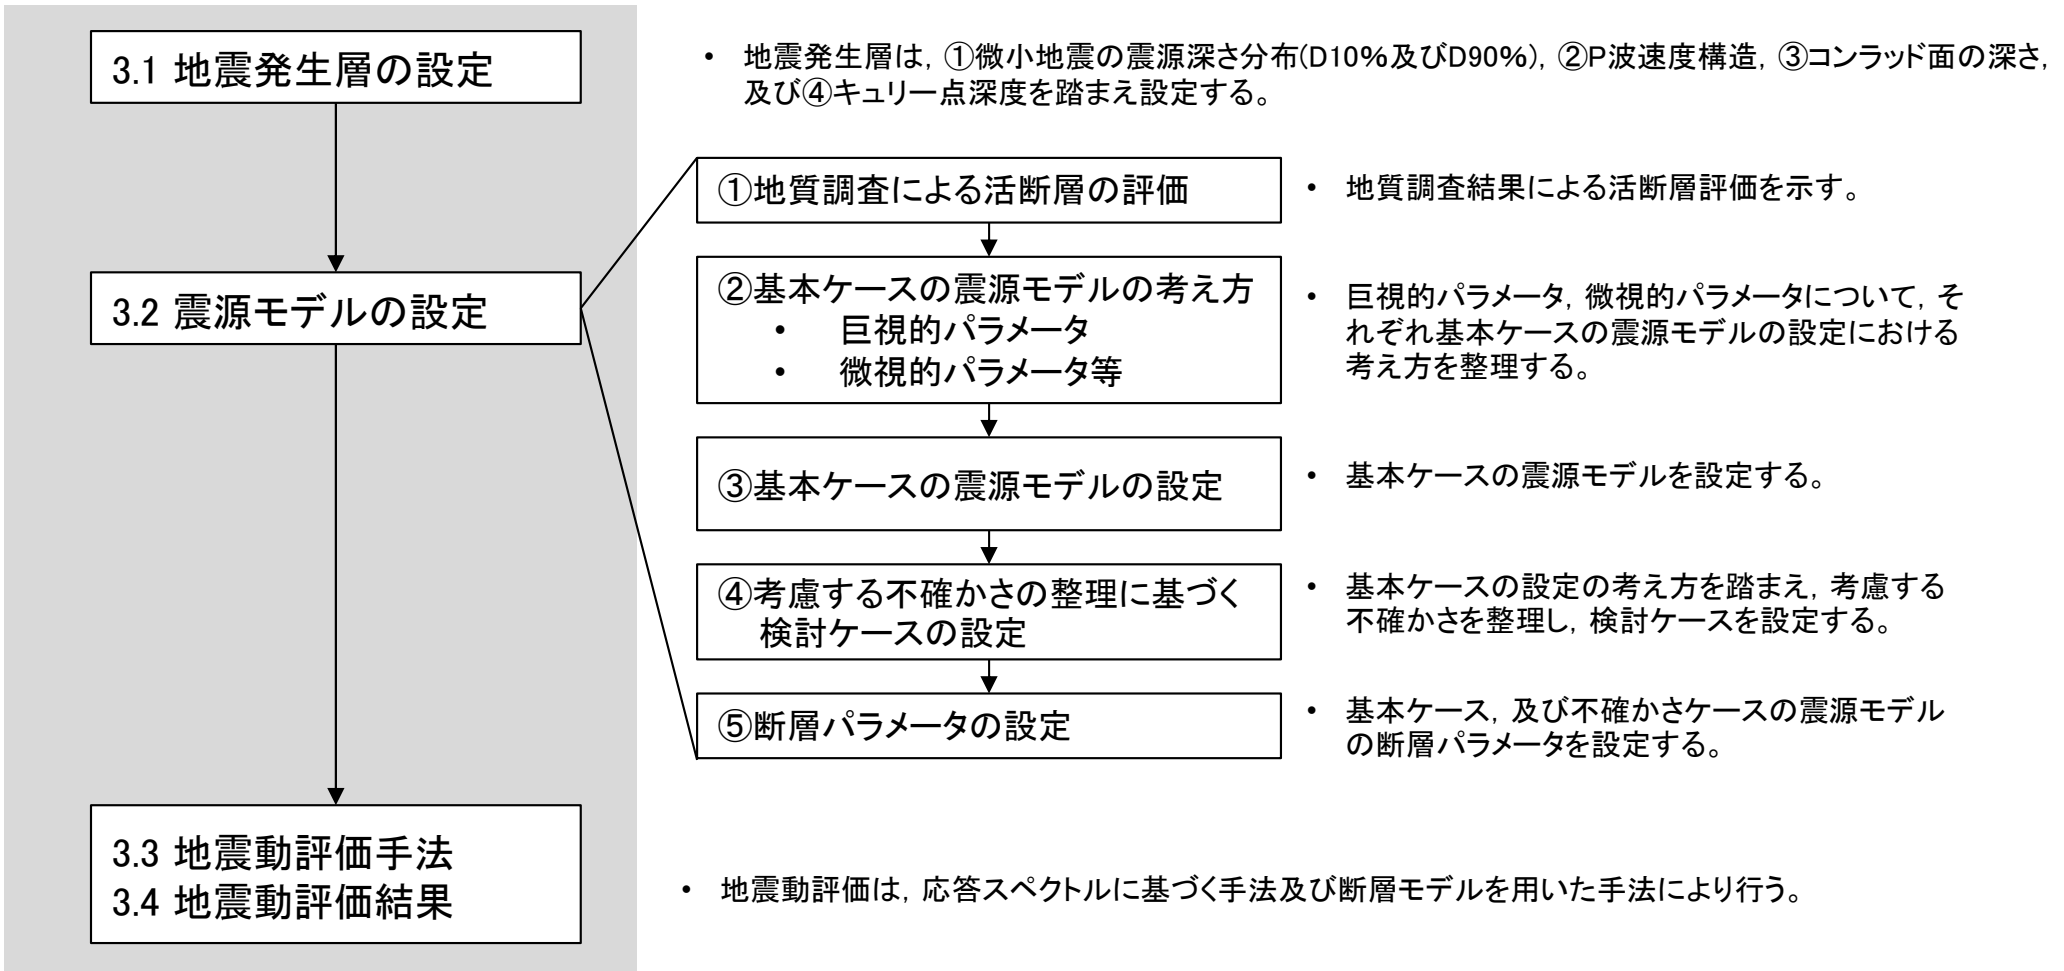 3.1 地震発生層の設定
• 地震発生層は，①微小地震の震源深さ分布(D10％及びD90％)，②P波速度構造，③コンラッド面の深さ，
及び④キュリー点深度を踏まえ設定する。
①地質調査による活断層の評価
• 地質調査結果による活断層評価を示す。
3.2 震源モデルの設定
②基本ケースの震源モデルの考え方
• 巨視的パラメータ
• 微視的パラメータ等
• 巨視的パラメータ，微視的パラメータについて，そ
れぞれ基本ケースの震源モデルの設定における
考え方を整理する。
③基本ケースの震源モデルの設定
• 基本ケースの震源モデルを設定する。
④考慮する不確かさの整理に基づく
検討ケースの設定
• 基本ケースの設定の考え方を踏まえ，考慮する
不確かさを整理し，検討ケースを設定する。
⑤断層パラメータの設定
• 基本ケース，及び不確かさケースの震源モデル
の断層パラメータを設定する。
3.3 地震動評価手法
3.4 地震動評価結果
• 地震動評価は，応答スペクトルに基づく手法及び断層モデルを用いた手法により行う。